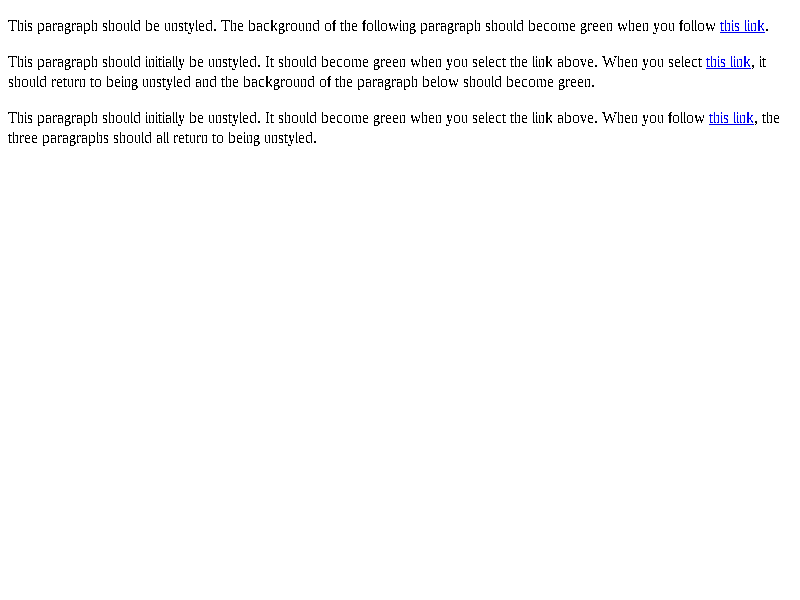 This paragraph should be unstyled. The background of the following paragraph should become green when you follow this link.
This paragraph should initially be unstyled. It should become green when you select the link above. When you select this link, it
should return to being unstyled and the background of the paragraph below should become green.
This paragraph should initially be unstyled. It should become green when you select the link above. When you follow this link, the
three paragraphs should all return to being unstyled.